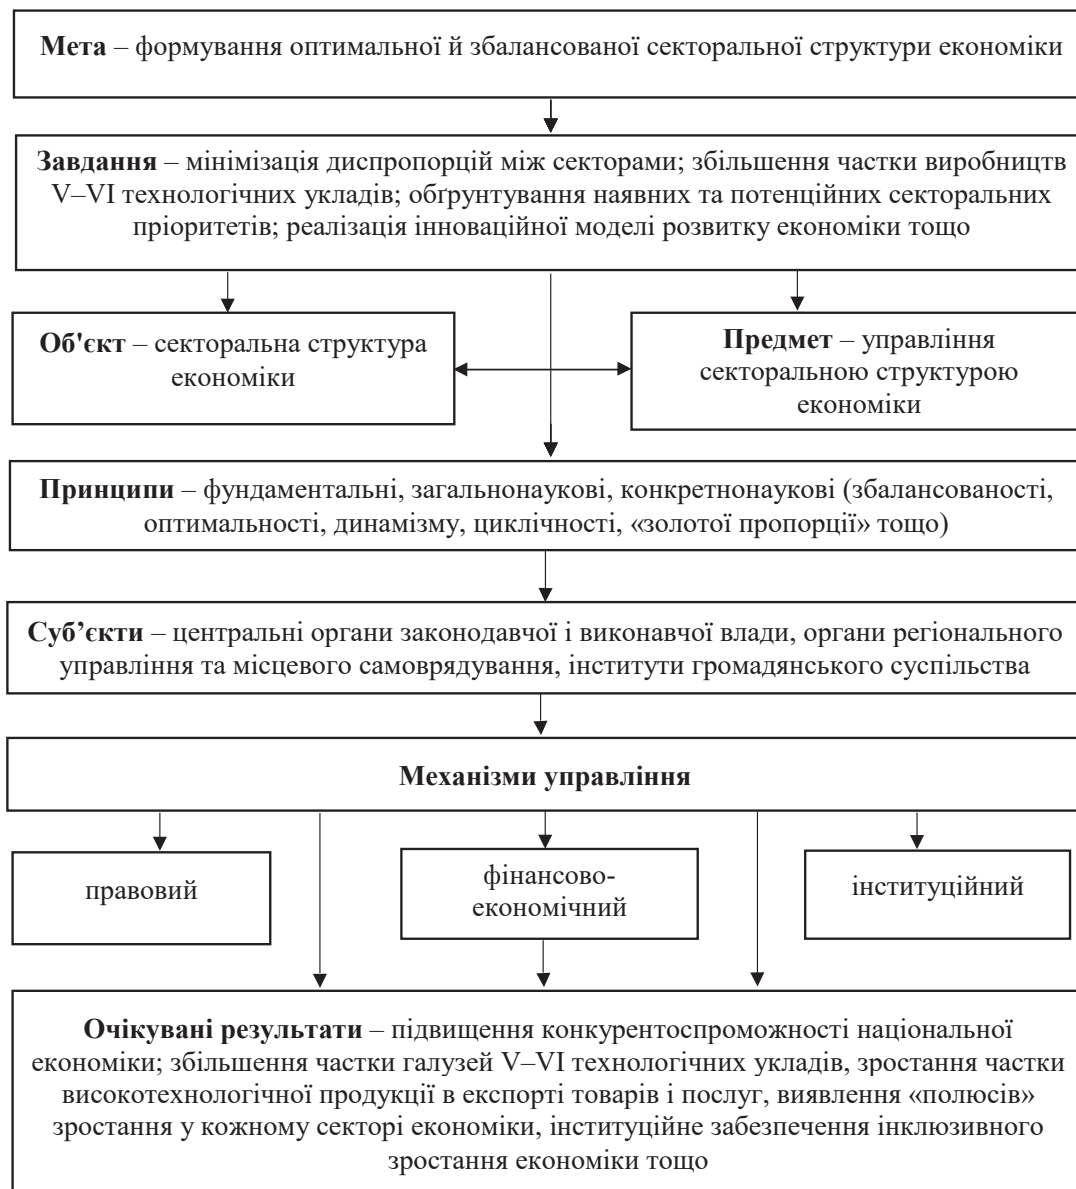 Мета – формування оптимальної й збалансованої секторальної структури економіки
Завдання – мінімізація диспропорцій між секторами; збільшення частки виробництв
V–VI технологічних укладів; обґрунтування наявних та потенційних секторальних
пріоритетів; реалізація інноваційної моделі розвитку економіки тощо
Об'єкт – секторальна структура
економіки
Предмет – управління
секторальною структурою
економіки
Принципи – фундаментальні, загальнонаукові, конкретнонаукові (збалансованості,
оптимальності, динамізму, циклічності, «золотої пропорції» тощо)
Суб’єкти – центральні органи законодавчої і виконавчої влади, органи регіонального
управління та місцевого самоврядування, інститути громадянського суспільства
Механізми управління
правовий
фінансово-
економічний
інституційний
Очікувані результати – підвищення конкурентоспроможності національної
економіки; збільшення частки галузей V–VI технологічних укладів, зростання частки
високотехнологічної продукції в експорті товарів і послуг, виявлення «полюсів»
зростання у кожному секторі економіки, інституційне забезпечення інклюзивного
зростання економіки тощо